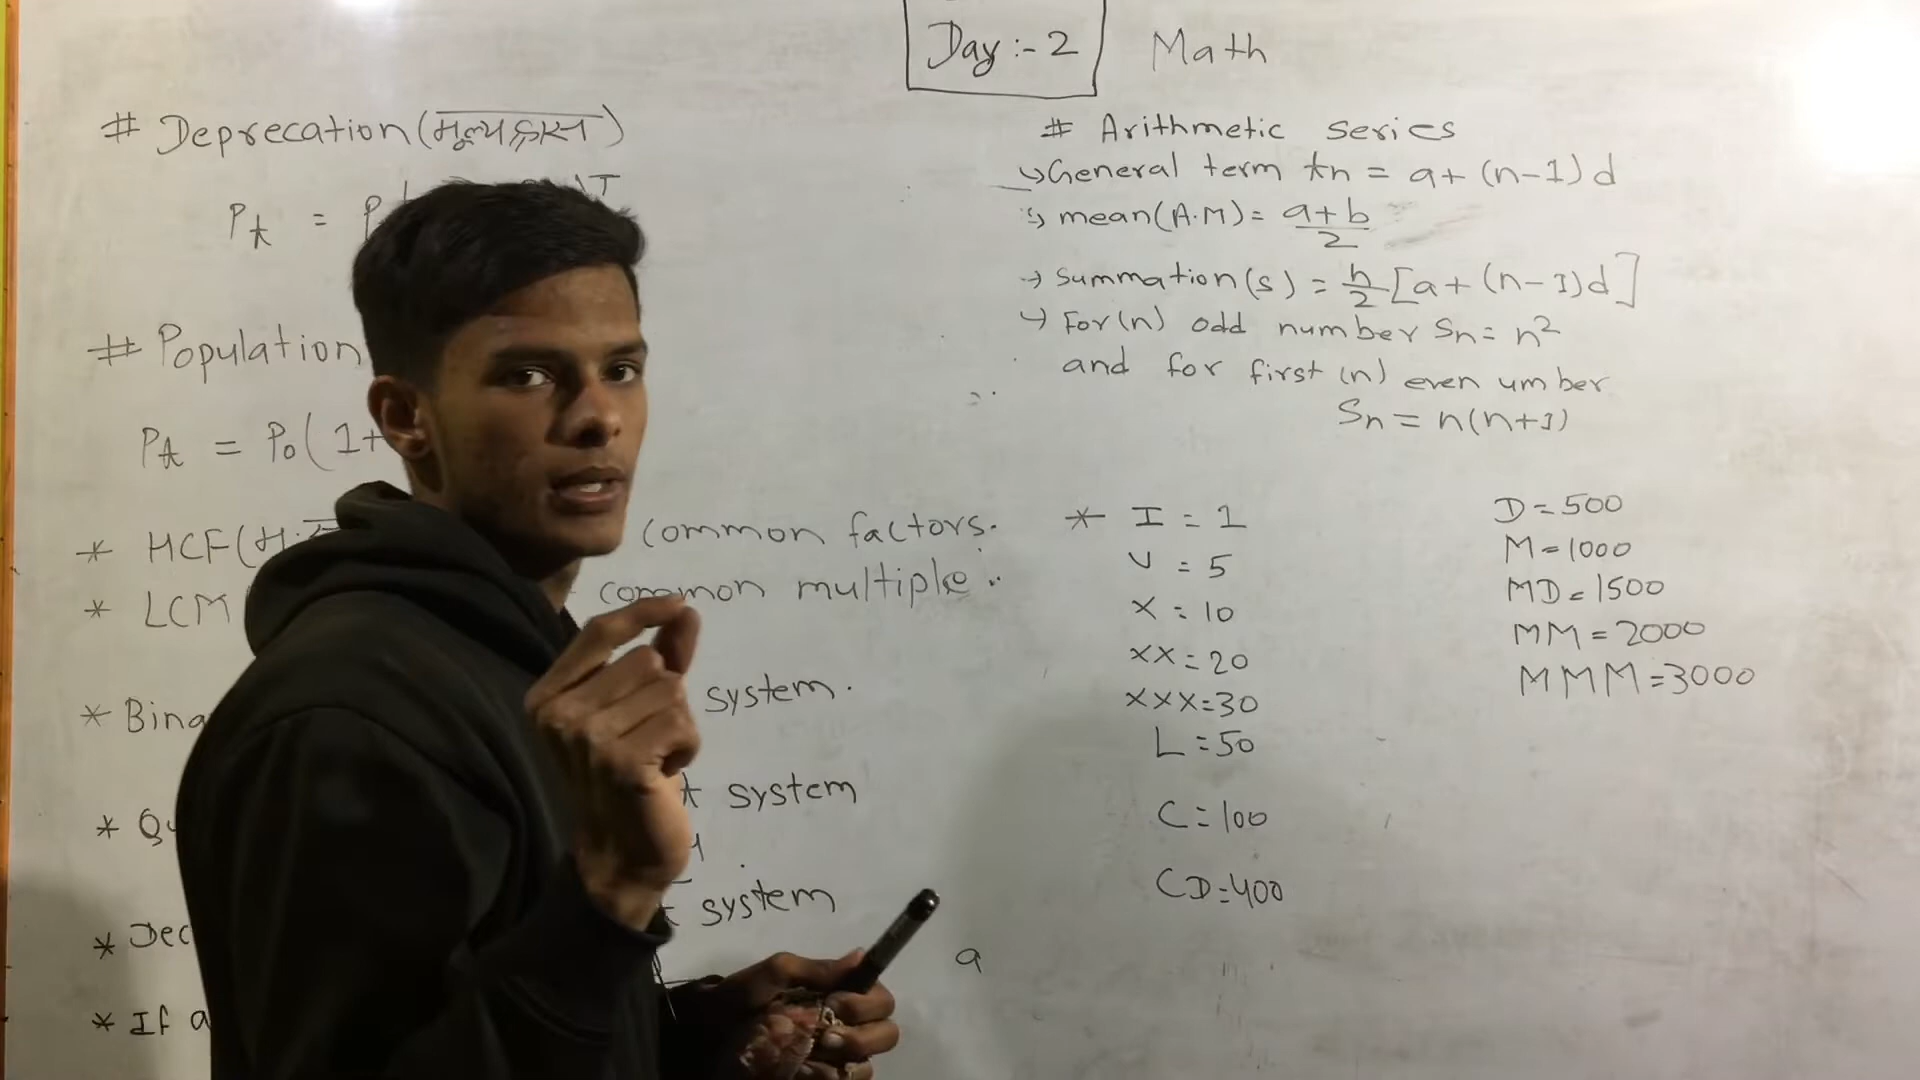 Day :- 2 Math
# Deprecation (मूल्यह्रास)
Pt = P
# Population
Pt = Po(1+
* HCF(म. common factors.
* LCM common multiple
* Bina system.
* Qu t system
* Dec t system
* If a
# Arithmetic series
↳ General term tn = a+(n-1)d
↳ mean(A.M) = a+b/2
→ Summation(s) = n/2 [a+(n-1)d]
↳ For(n) odd number Sn = n²
and for first (n) even umber
Sn = n(n+1)
* I = 1
V = 5
X = 10
XX = 20
XXX = 30
L = 50
C = 100
CD = 400
D = 500
M = 1000
MD = 1500
MM = 2000
MMM = 3000
a